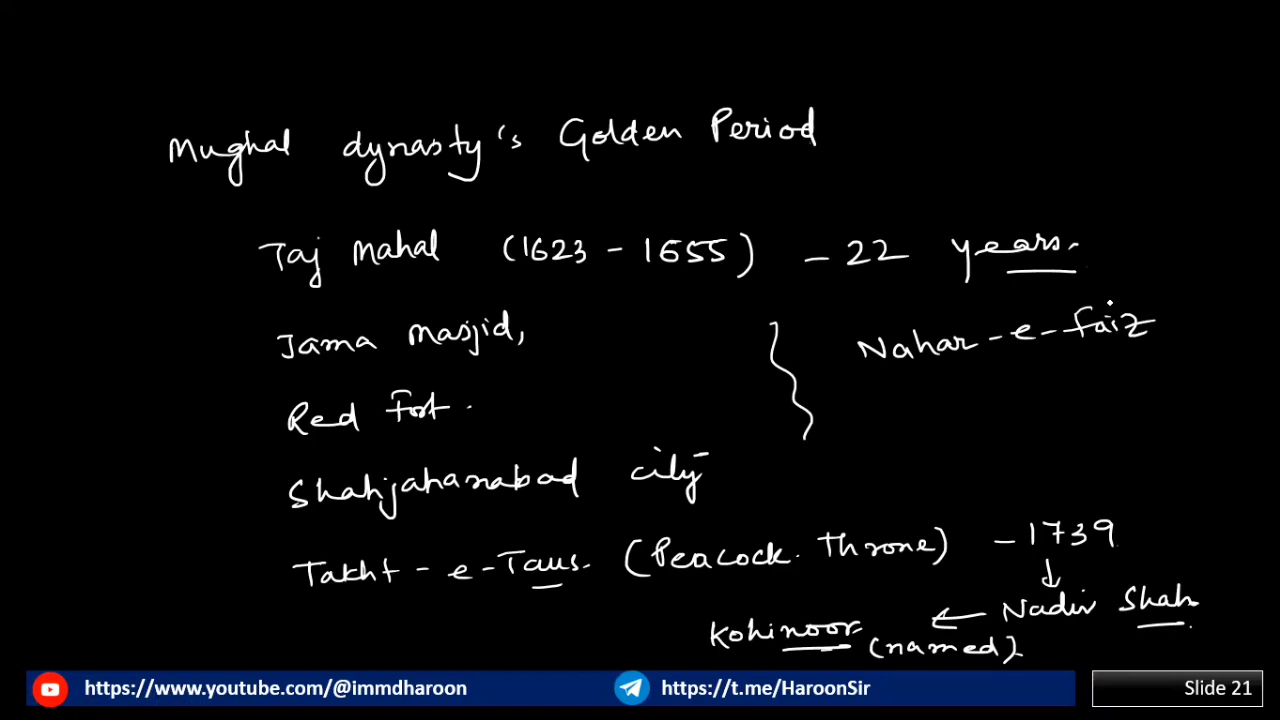 Mughal dynasty's Golden Period
Taj Mahal (1623 - 1655) - 22 years.
Jama Masjid,
Nahar-e-faiz
Red Fort.
Shahjahanabad city
Takht-e-Taus. (Peacock Throne) - 1739
Nadir Shah
Kohinoor (named)
https://www.youtube.com/@immdharoon
https://t.me/HaroonSir
Slide 21